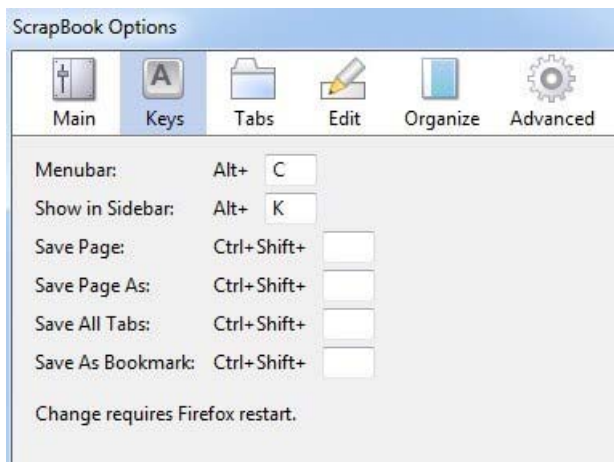 ScrapBook Options
A
Main Keys Tabs Edit Organize Advanced
Menubar: Alt+ C
Show in Sidebar: Alt+ K
Save Page: Ctrl+Shift+
Save Page As: Ctrl+Shift+
Save All Tabs: Ctrl+Shift+
Save As Bookmark: Ctrl+Shift+
Change requires Firefox restart.